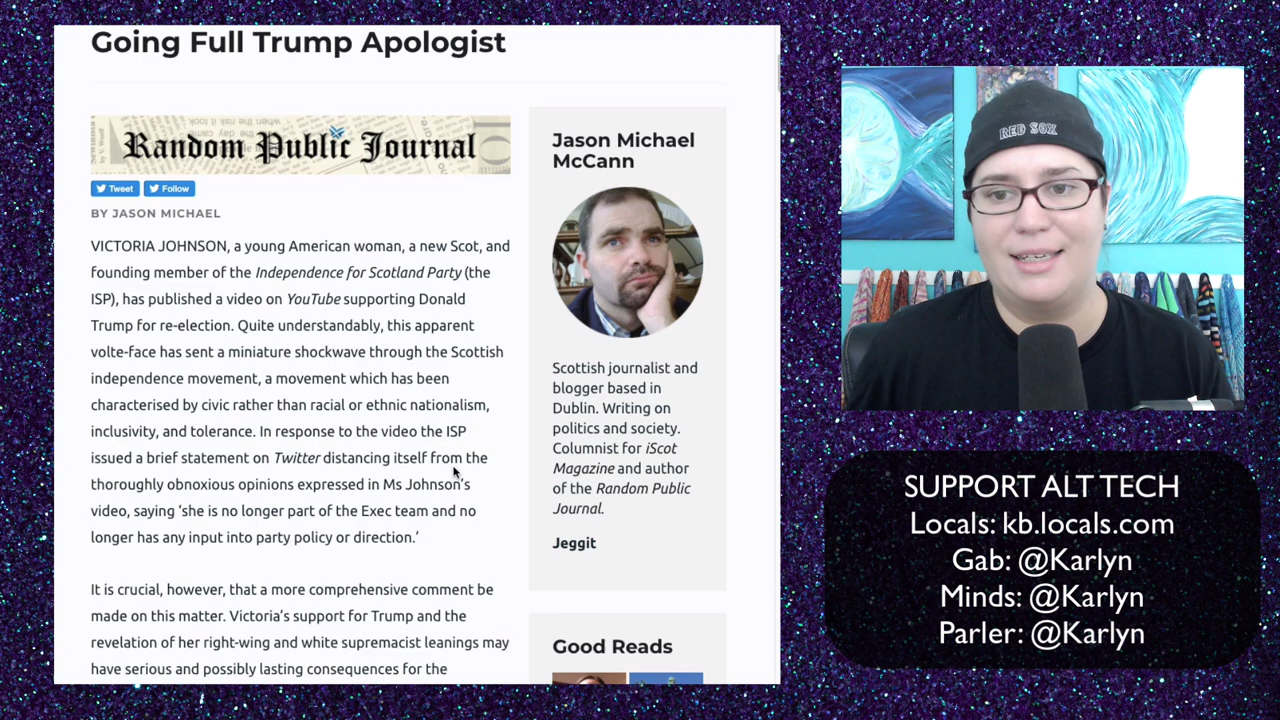 Going Full Trump Apologist
Random Public Journal
Tweet
Follow
BY JASON MICHAEL
VICTORIA JOHNSON, a young American woman, a new Scot, and
founding member of the Independence for Scotland Party (the
ISP), has published a video on YouTube supporting Donald
Trump for re-election. Quite understandably, this apparent
volte-face has sent a miniature shockwave through the Scottish
independence movement, a movement which has been
characterised by civic rather than racial or ethnic nationalism,
inclusivity, and tolerance. In response to the video the ISP
issued a brief statement on Twitter distancing itself from the
thoroughly obnoxious opinions expressed in Ms Johnson's
video, saying ‘she is no longer part of the Exec team and no
longer has any input into party policy or direction.’
It is crucial, however, that a more comprehensive comment be
made on this matter. Victoria’s support for Trump and the
revelation of her right-wing and white supremacist leanings may
have serious and possibly lasting consequences for the
Jason Michael
McCann
Scottish journalist and
blogger based in
Dublin. Writing on
politics and society.
Columnist for iScot
Magazine and author
of the Random Public
Journal.
Jeggit
Good Reads
RED SOX
SUPPORT ALT TECH
Locals: kb.locals.com
Gab: @Karlyn
Minds: @Karlyn
Parler: @Karlyn